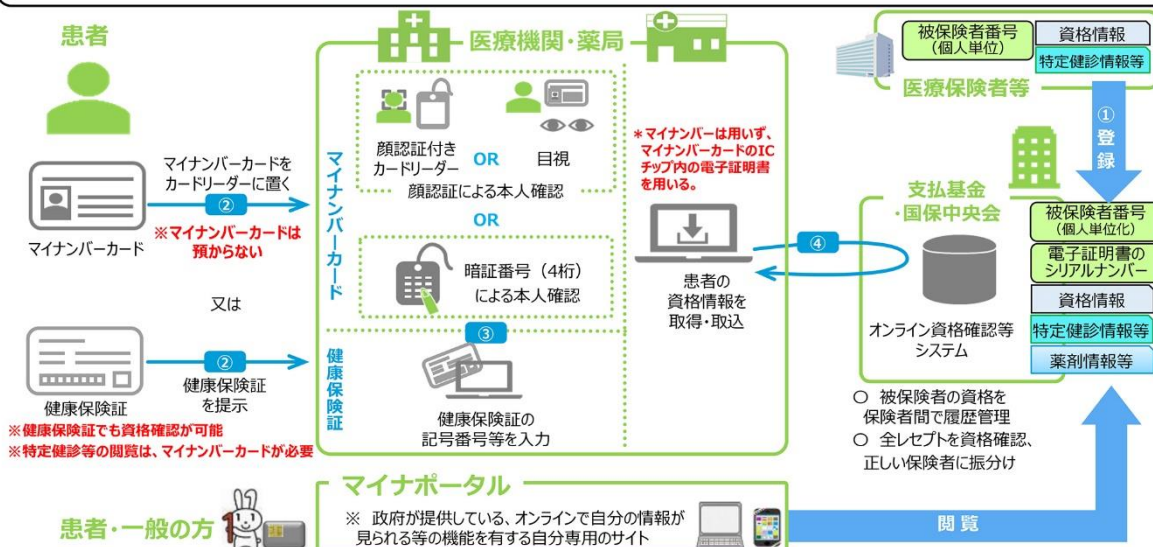 患者
医療機関・薬局
被保険者番号
(個人単位)
資格情報
特定健診情報等
医療保険者等
①
登
録
マイナンバーカードを
カードリーダーに置く
②
※マイナンバーカードは
預からない
マイナンバーカード
又は
②
健康保険証
を提示
健康保険証
※健康保険証でも資格確認が可能
※特定健診等の閲覧は、マイナンバーカードが必要
マイナンバーカード
顔認証付き
カードリーダー
OR
目視
顔認証による本人確認
OR
暗証番号(4桁)
による本人確認
③
健康保険証
健康保険証の
記号番号等を入力
*マイナンバーは用いず、
マイナンバーカードのIC
チップ内の電子証明書
を用いる。
患者の
資格情報を
取得・取込
④
支払基金
・国保中央会
オンライン資格確認等
システム
被保険者番号
(個人単位化)
電子証明書の
シリアルナンバー
資格情報
特定健診情報等
薬剤情報等
○ 被保険者の資格を
保険者間で履歴管理
○ 全レセプトを資格確認、
正しい保険者に振分け
患者・一般の方
マイナポータル
※ 政府が提供している、オンラインで自分の情報が
見られる等の機能を有する自分専用のサイト
閲覧